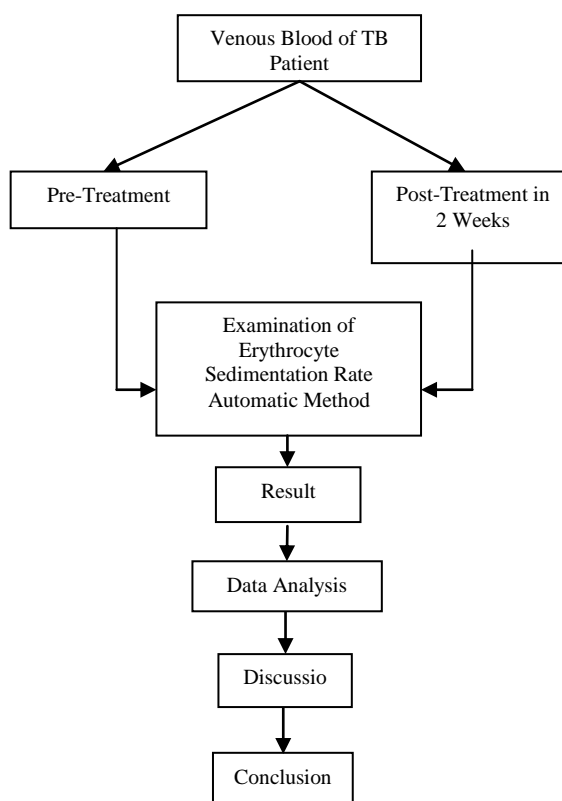 Venous Blood of TB
Patient
Pre-Treatment
Post-Treatment in
2 Weeks
Examination of
Erythrocyte
Sedimentation Rate
Automatic Method
Result
Data Analysis
Discussio
Conclusion